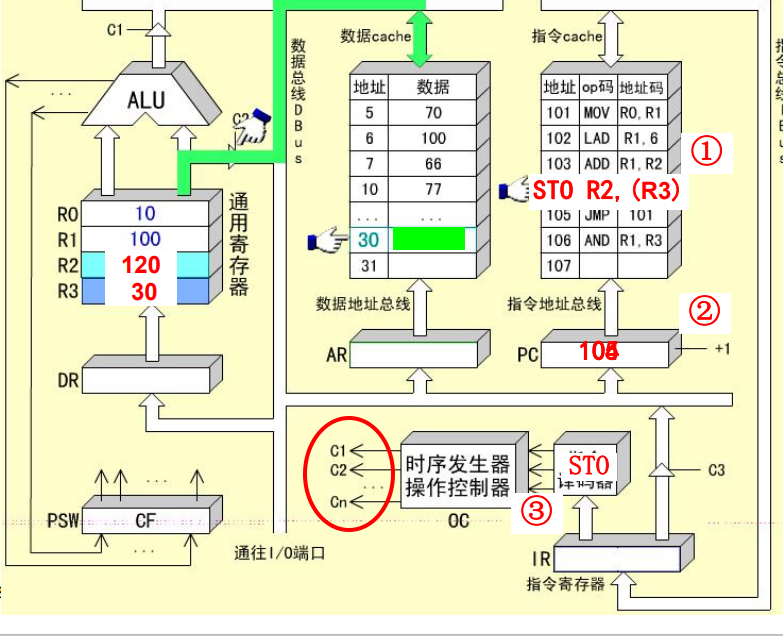 C1
ALU
C2
数据总线DBus
数据cache
地址 数据
5 70
6 100
7 66
10 77
... ...
30
31
指令cache
地址 op码 地址码
101 MOV R0,R1
102 LAD R1,6
103 ADD R1,R2
STO R2,(R3)
105 JMP 101
106 AND R1,R3
107
①
指令总线
R0 10
R1 100
R2 120
R3 30
通用寄存器
数据地址总线
指令地址总线
②
DR
AR
PC
+1
C1
C2
...
Cn
时序发生器
操作控制器
③
OC
STO
译码器
C3
...
PSW CF
...
通往I/O端口
IR
指令寄存器